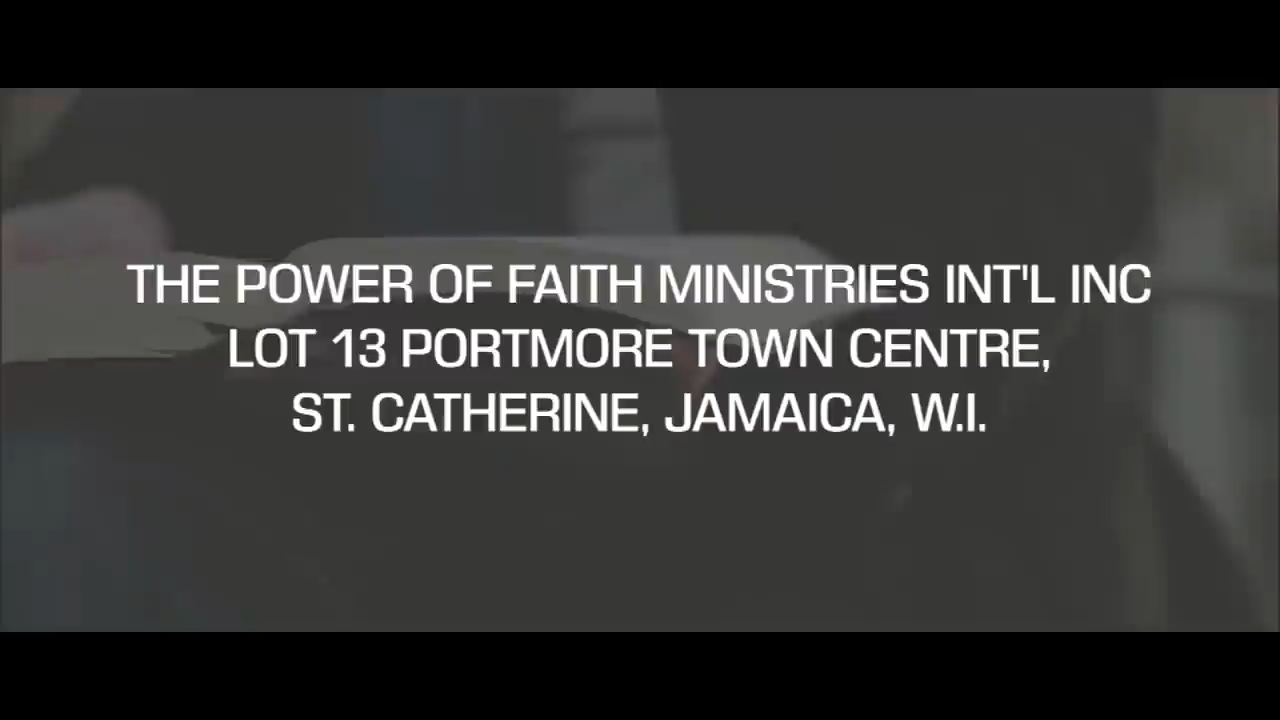 THE POWER OF FAITH MINISTRIES INT'L INC
LOT 13 PORTMORE TOWN CENTRE,
ST. CATHERINE, JAMAICA, W.I.